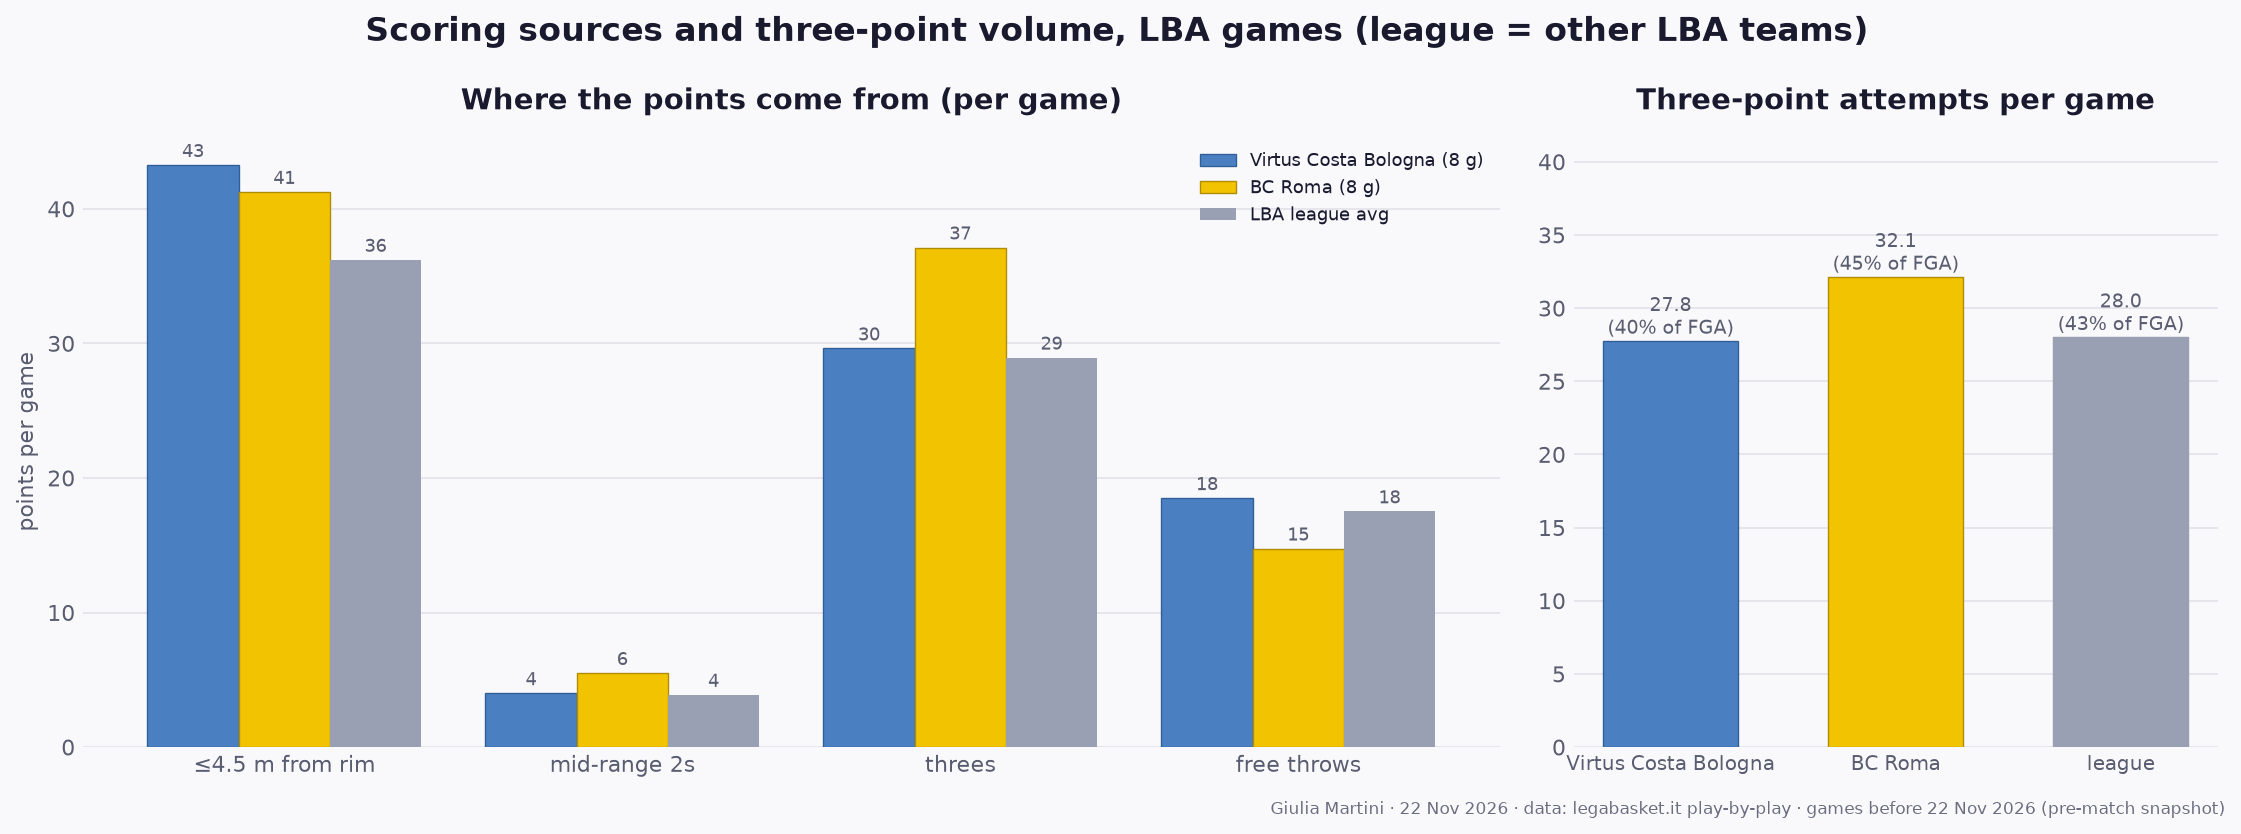 Scoring sources and three-point volume, LBA games (league = other LBA teams)
Where the points come from (per game)
points per game
0
10
20
30
40
43
41
36
4
6
4
30
37
29
18
15
18
≤4.5 m from rim
mid-range 2s
threes
free throws
Virtus Costa Bologna (8 g)
BC Roma (8 g)
LBA league avg
Three-point attempts per game
0
5
10
15
20
25
30
35
40
27.8
(40% of FGA)
32.1
(45% of FGA)
28.0
(43% of FGA)
Virtus Costa Bologna
BC Roma
league
Giulia Martini · 22 Nov 2026 · data: legabasket.it play-by-play · games before 22 Nov 2026 (pre-match snapshot)